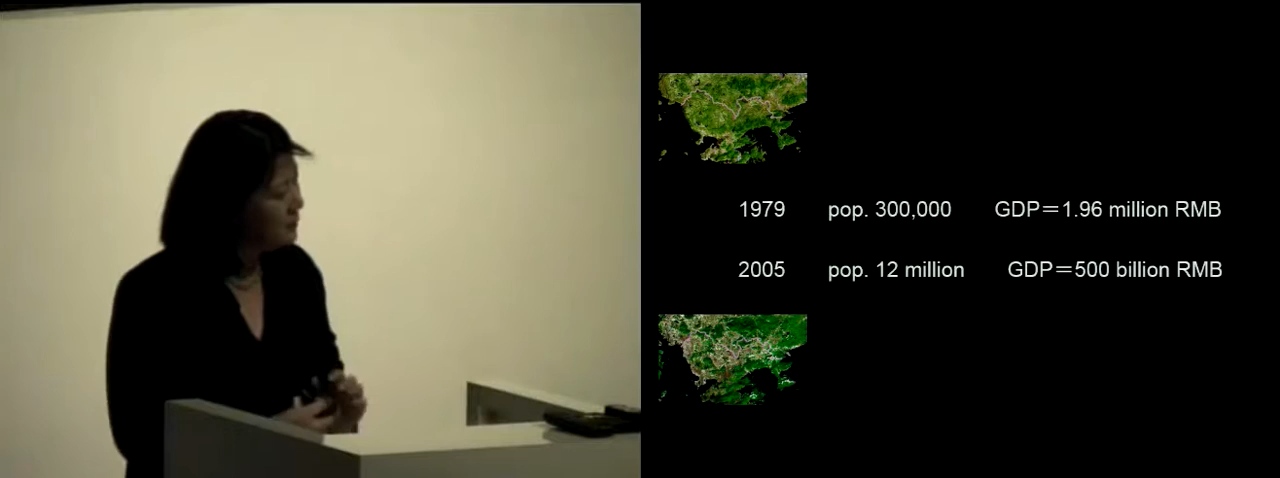 1979 pop. 300,000 GDP＝1.96 million RMB
2005 pop. 12 million GDP＝500 billion RMB